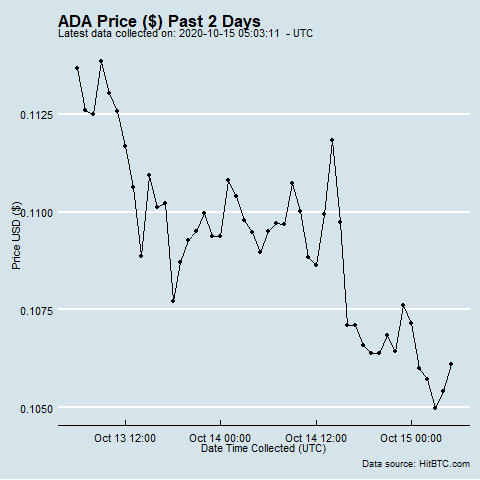 ADA Price ($) Past 2 Days
Latest data collected on: 2020-10-15 05:03:11  - UTC
Price USD ($)
0.1125
0.1100
0.1075
0.1050
Oct 13 12:00
Oct 14 00:00
Oct 14 12:00
Oct 15 00:00
Date Time Collected (UTC)
Data source: HitBTC.com